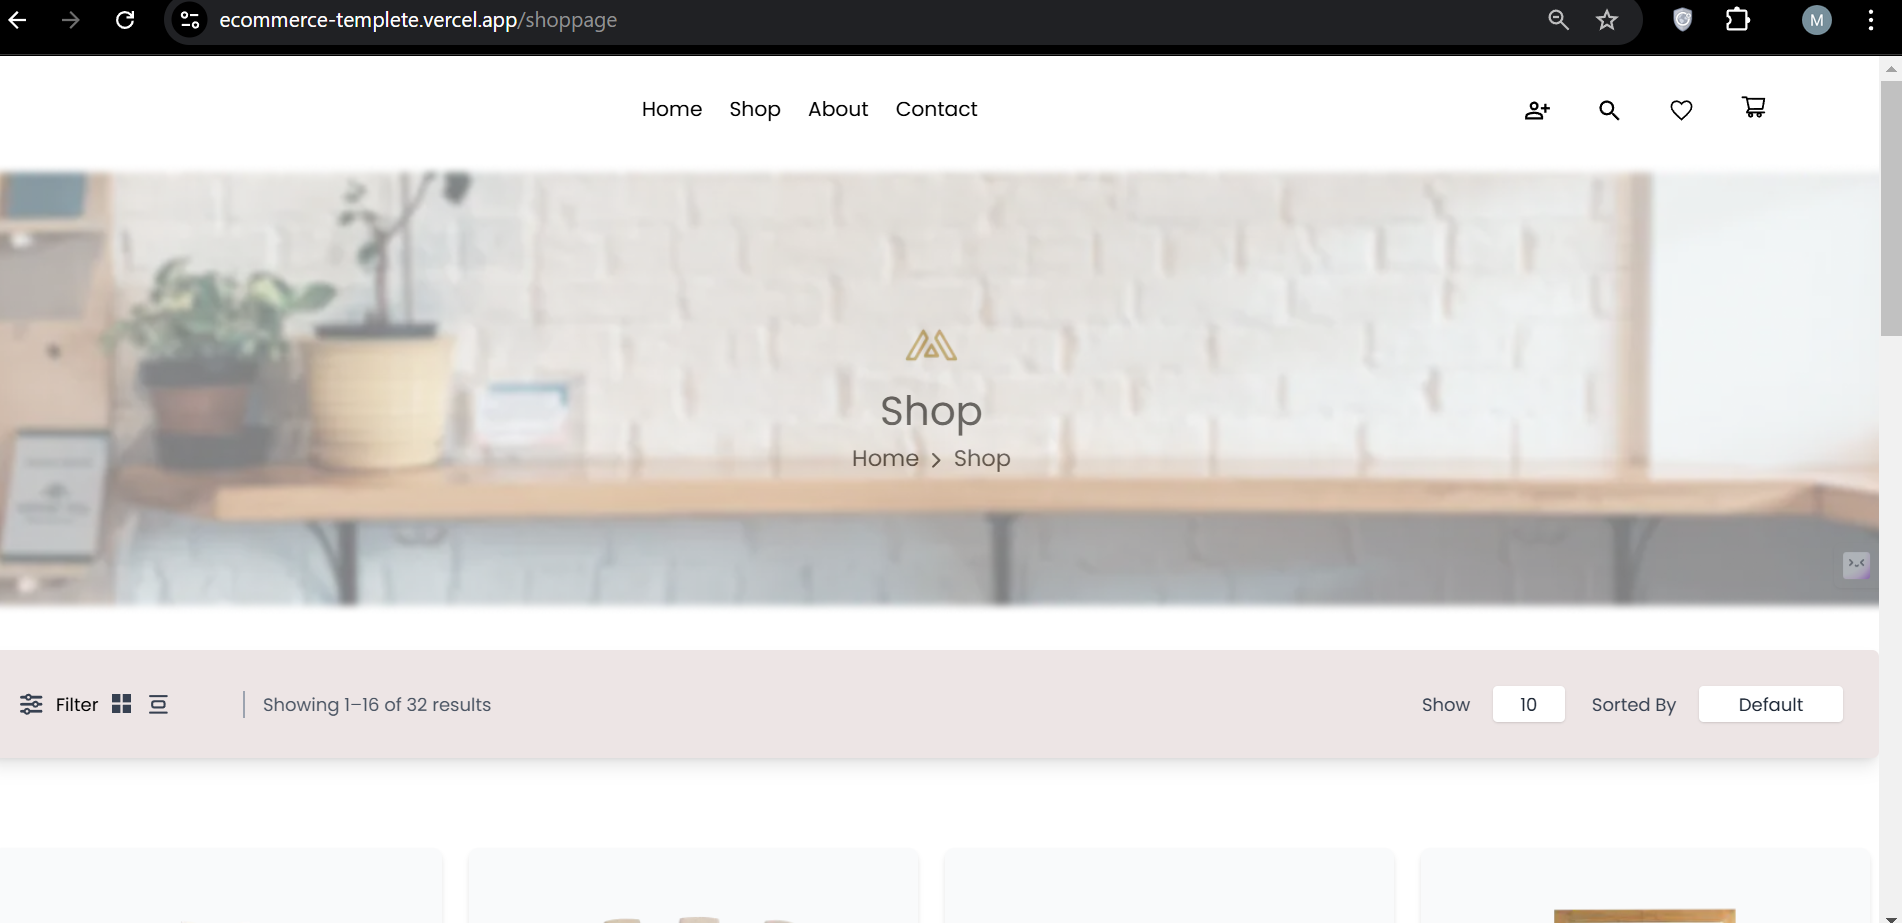 ecommerce-templete.vercel.app/shoppage
M
Home Shop About Contact
Shop
Home > Shop
Filter Showing 1–16 of 32 results Show 10 Sorted By Default